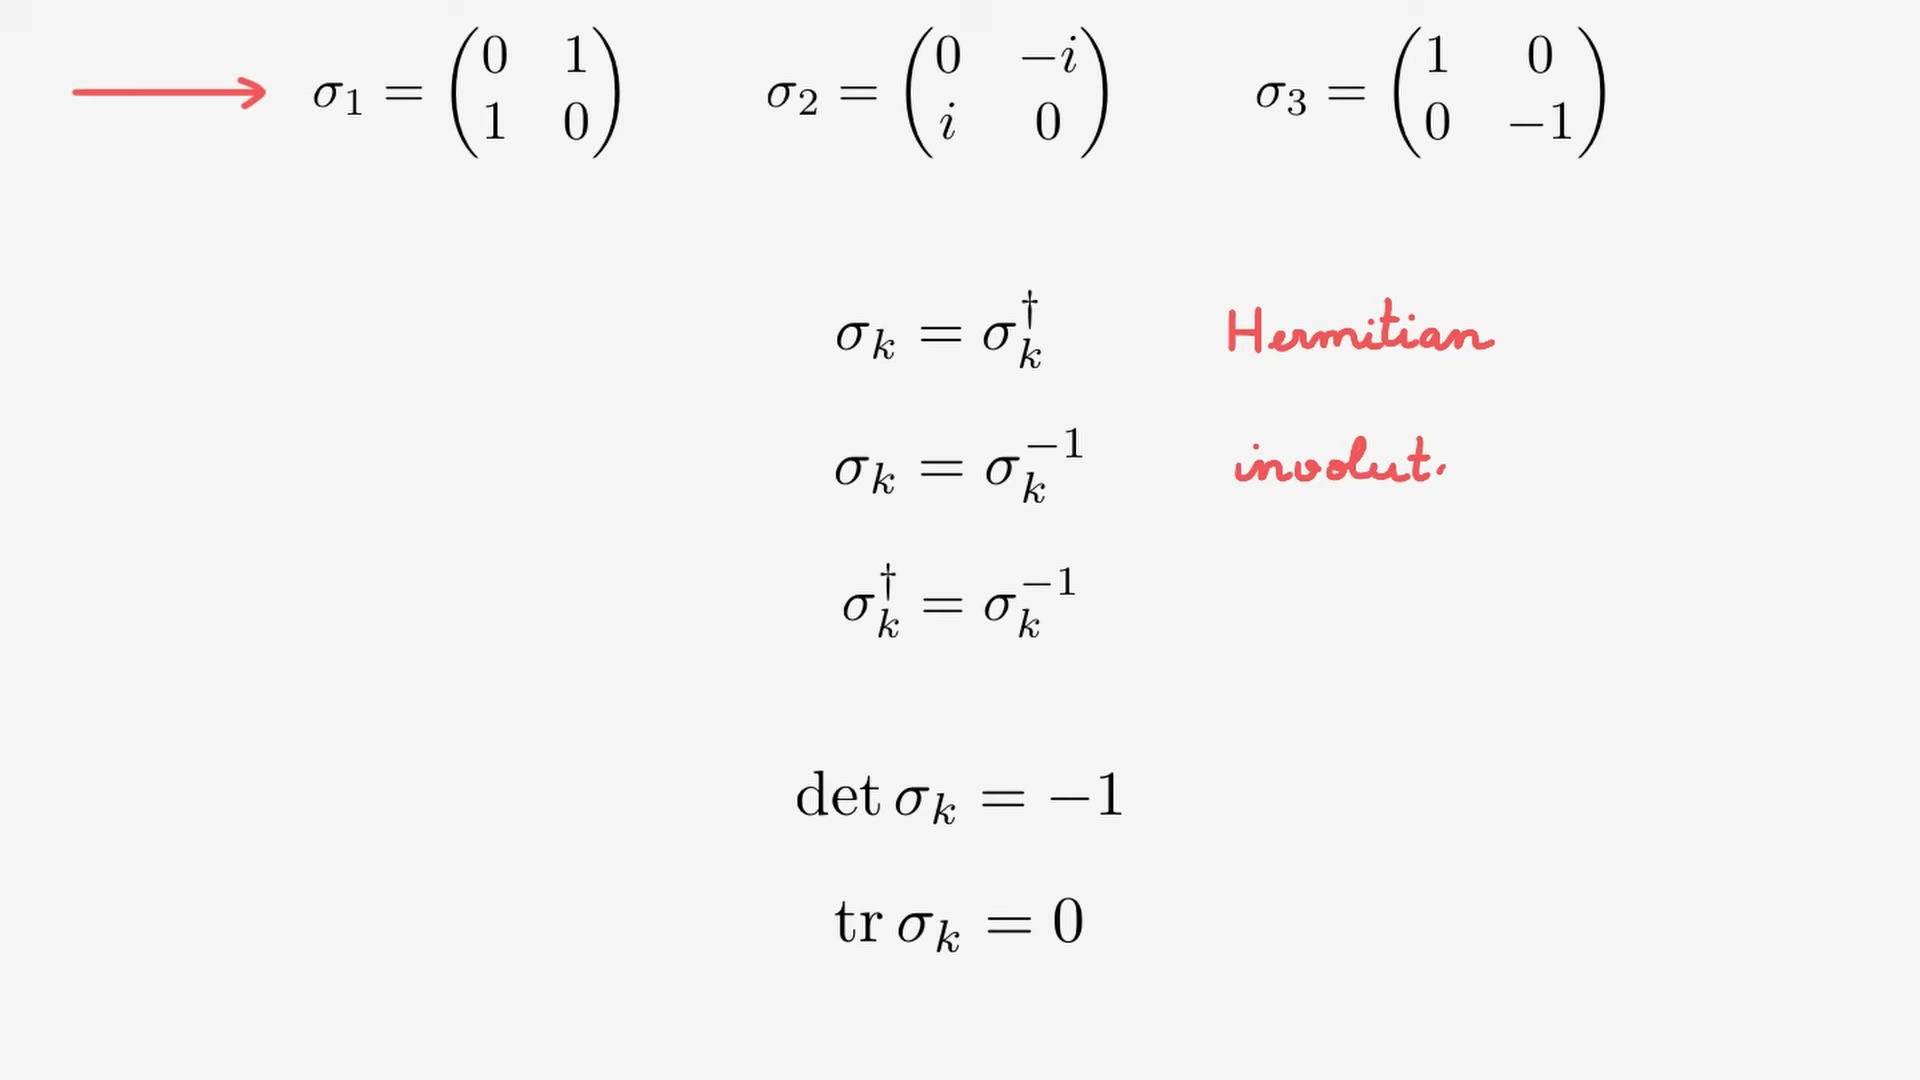 σ₁ = (0 1; 1 0) σ₂ = (0 −i; i 0) σ₃ = (1 0; 0 −1)
σₖ = σₖ† Hermitian
σₖ = σₖ⁻¹ involut.
σₖ† = σₖ⁻¹
det σₖ = −1
tr σₖ = 0